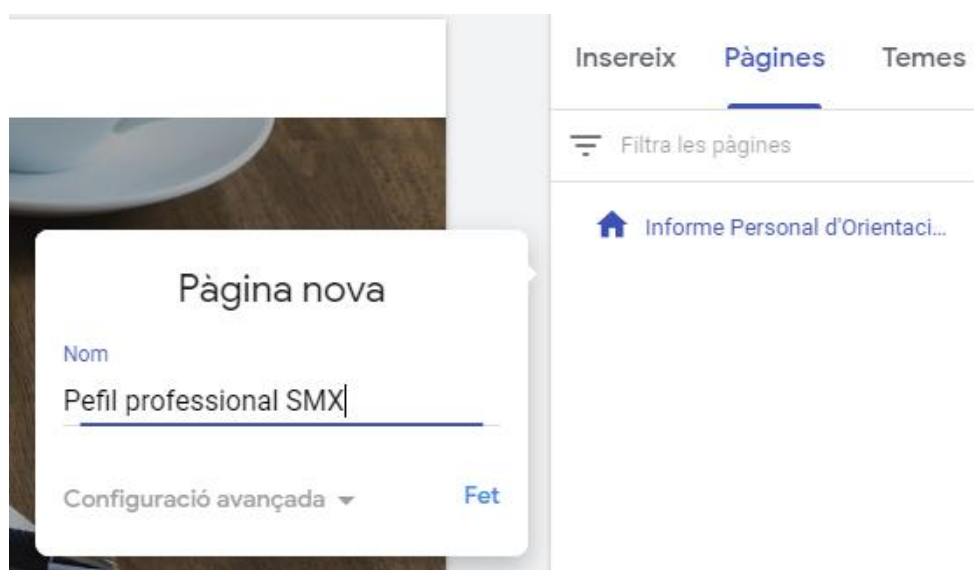 Insereix Pàgines Temes
Filtra les pàgines
Informe Personal d'Orientaci...
Pàgina nova
Nom
Pefil professional SMX
Configuració avançada Fet